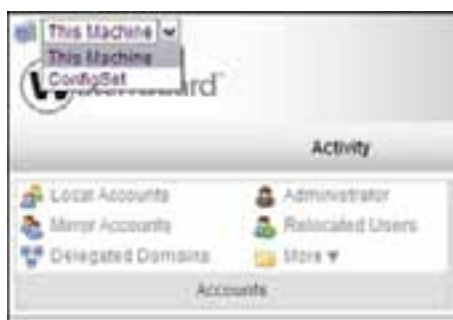 This Machine
This Machine
ConfigSet
Activity
Local Accounts
Administrator
Mirror Accounts
Relocated Users
Delegated Domains
More ▼
Accounts